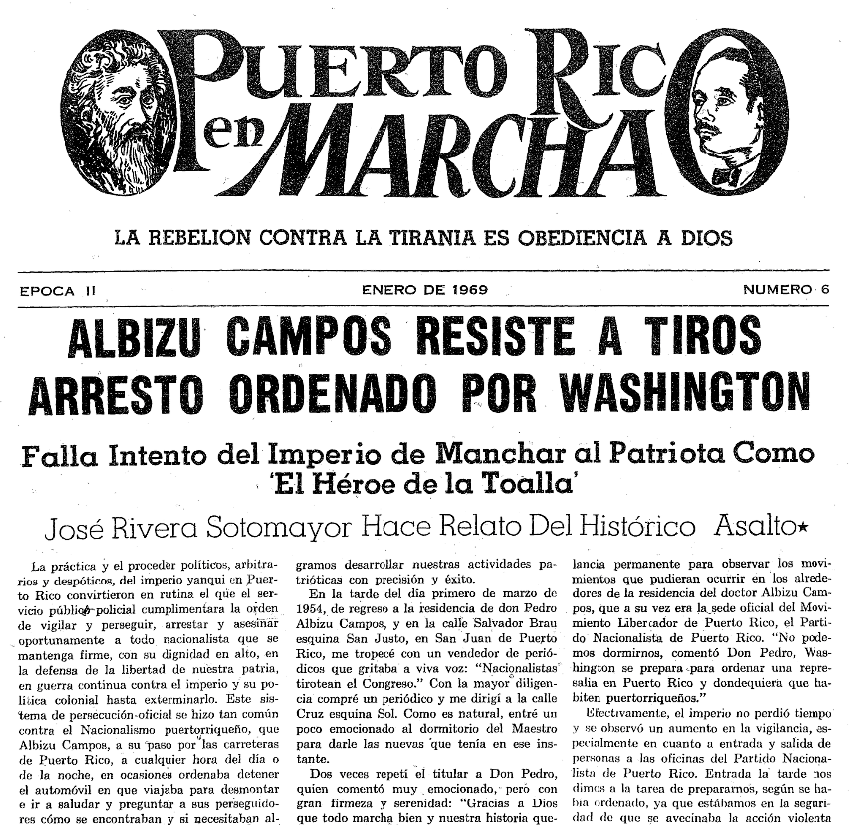 PUERTO RICO
en MARCHA
LA REBELION CONTRA LA TIRANIA ES OBEDIENCIA A DIOS
EPOCA II ENERO DE 1969 NUMERO 6
ALBIZU CAMPOS RESISTE A TIROS
ARRESTO ORDENADO POR WASHINGTON
Falla Intento del Imperio de Manchar al Patriota Como
'El Héroe de la Toalla'
José Rivera Sotomayor Hace Relato Del Histórico Asalto★
La práctica y el proceder políticos, arbitra-
rios y despóticos, del imperio yanqui en Puer-
to Rico convirtieron en rutina el que el ser-
vicio público-policial cumplimentara la orden
de vigilar y perseguir, arrestar y asesinar
oportunamente a todo nacionalista que se
mantenga firme, con su dignidad en alto, en
la defensa de la libertad de nuestra patria,
en guerra continua contra el imperio y su po-
lítica colonial hasta exterminarlo. Este sis-
tema de persecución-oficial se hizo tan común
contra el Nacionalismo puertorriqueño, que
Albizu Campos, a su paso por las carreteras
de Puerto Rico, a cualquier hora del día o
de la noche, en ocasiones ordenaba detener
el automóvil en que viajaba para desmontar
e ir a saludar y preguntar a sus perseguido-
res cómo se encontraban y si necesitaban al-
gramos desarrollar nuestras actividades pa-
trióticas con precisión y éxito.
En la tarde del día primero de marzo de
1954, de regreso a la residencia de don Pedro
Albizu Campos, y en la calle Salvador Brau
esquina San Justo, en San Juan de Puerto
Rico, me tropecé con un vendedor de perió-
dicos que gritaba a viva voz: "Nacionalistas
tirotean el Congreso." Con la mayor diligen-
cia compré un periódico y me dirigí a la calle
Cruz esquina Sol. Como es natural, entré un
poco emocionado al dormitorio del Maestro
para darle las nuevas que tenía en ese ins-
tante.
Dos veces repetí el titular a Don Pedro,
quien comentó muy emocionado, pero con
gran firmeza y serenidad: "Gracias a Dios
que todo marcha bien y nuestra historia que-
lancia permanente para observar los movi-
mientos que pudieran ocurrir en los alrede-
dores de la residencia del doctor Albizu Cam-
pos, que a su vez era la sede oficial del Movi-
miento Libertador de Puerto Rico, el Parti-
do Nacionalista de Puerto Rico. "No pode-
mos dormirnos, comentó Don Pedro, Was-
hington se prepara para ordenar una repre-
salia en Puerto Rico y dondequiera que ha-
biten puertorriqueños."
Efectivamente, el imperio no perdió tiempo
y se observó un aumento en la vigilancia, es-
pecialmente en cuanto a entrada y salida de
personas a las oficinas del Partido Naciona-
lista de Puerto Rico. Entrada la tarde nos
dimos a la tarea de prepararnos, según se ha-
bía ordenado, ya que estábamos en la seguri-
dad de que se avecinaba la acción violenta